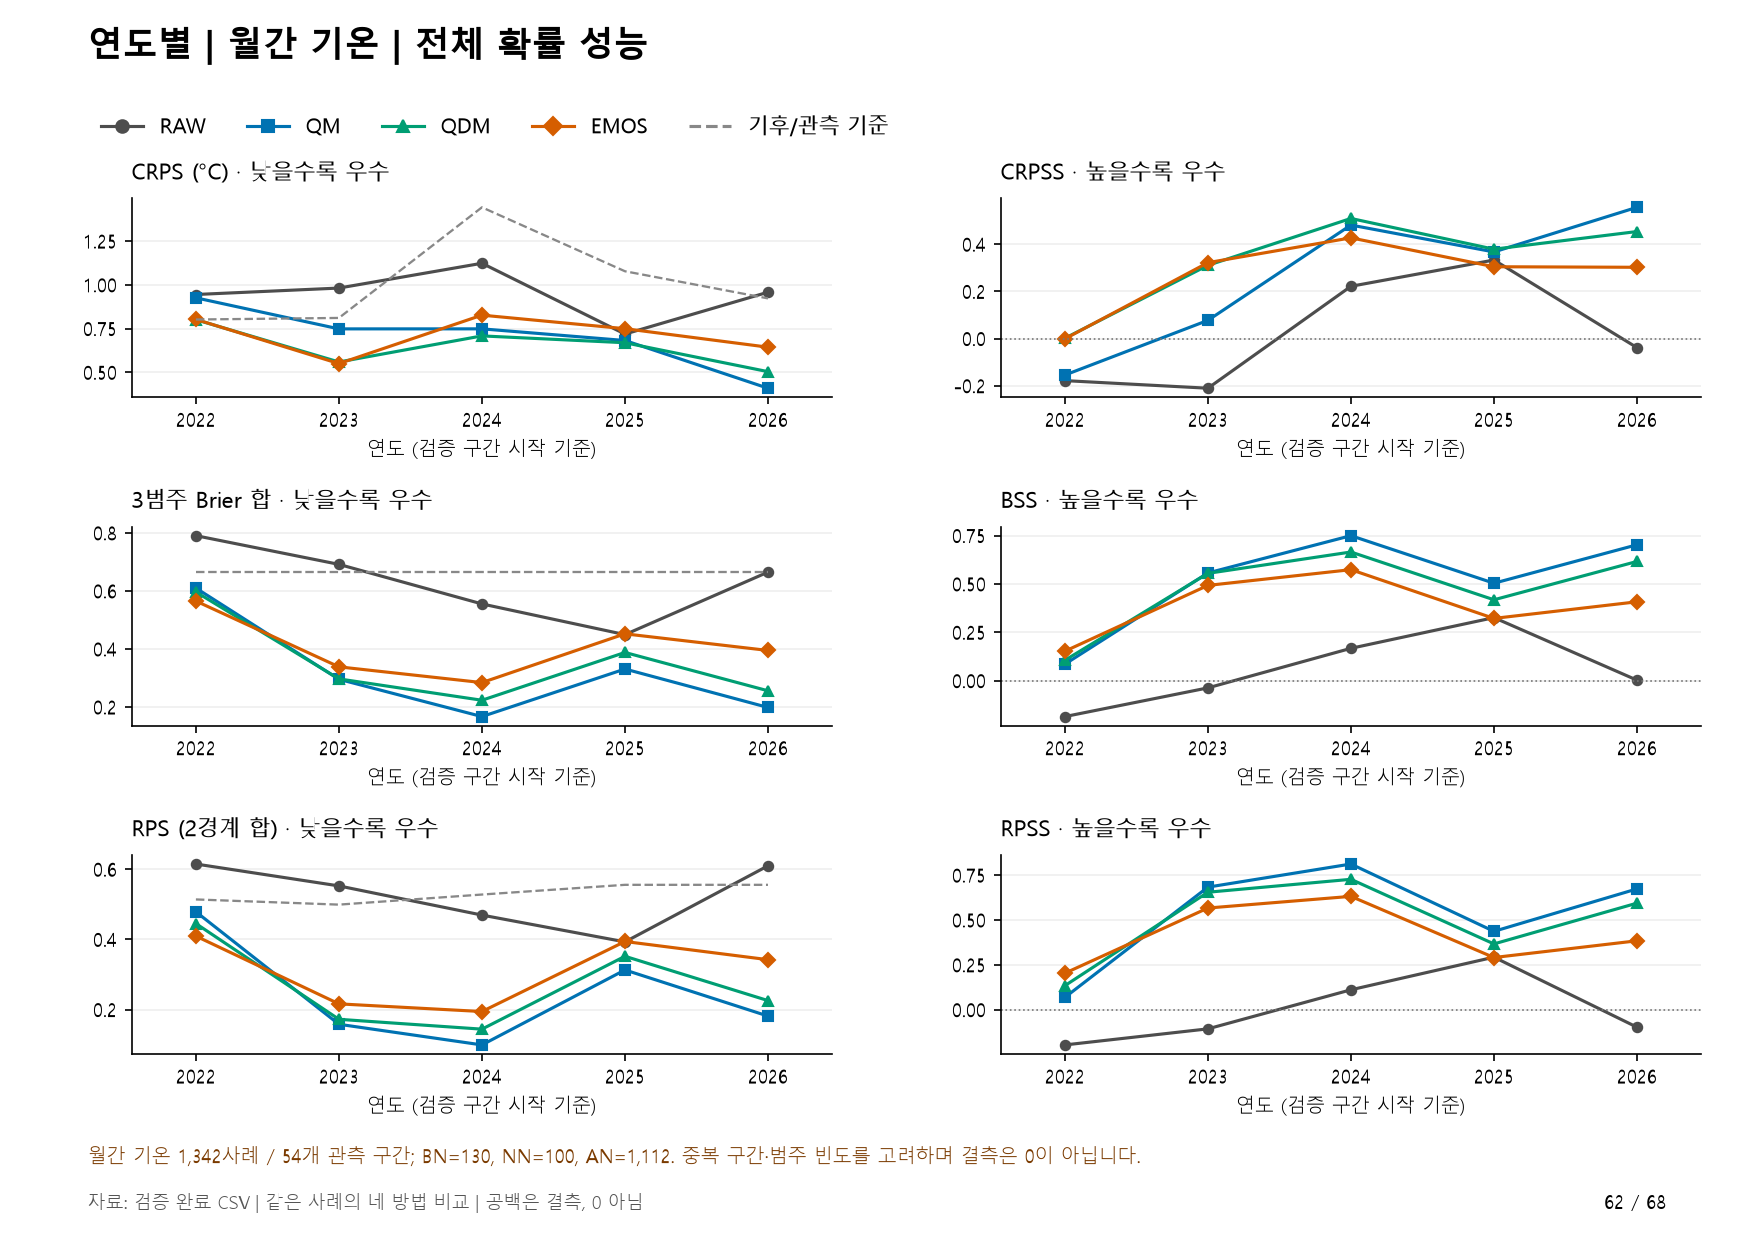 연도별 | 월간 기온 | 전체 확률 성능
RAW QM QDM EMOS 기후/관측 기준
CRPS (°C) · 낮을수록 우수
1.25
1.00
0.75
0.50
2022 2023 2024 2025 2026
연도 (검증 구간 시작 기준)
CRPSS · 높을수록 우수
0.4
0.2
0.0
-0.2
2022 2023 2024 2025 2026
연도 (검증 구간 시작 기준)
3범주 Brier 합 · 낮을수록 우수
0.8
0.6
0.4
0.2
2022 2023 2024 2025 2026
연도 (검증 구간 시작 기준)
BSS · 높을수록 우수
0.75
0.50
0.25
0.00
2022 2023 2024 2025 2026
연도 (검증 구간 시작 기준)
RPS (2경계 합) · 낮을수록 우수
0.6
0.4
0.2
2022 2023 2024 2025 2026
연도 (검증 구간 시작 기준)
RPSS · 높을수록 우수
0.75
0.50
0.25
0.00
2022 2023 2024 2025 2026
연도 (검증 구간 시작 기준)
월간 기온 1,342사례 / 54개 관측 구간; BN=130, NN=100, AN=1,112. 중복 구간·범주 빈도를 고려하며 결측은 0이 아닙니다.
자료: 검증 완료 CSV | 같은 사례의 네 방법 비교 | 공백은 결측, 0 아님
62 / 68